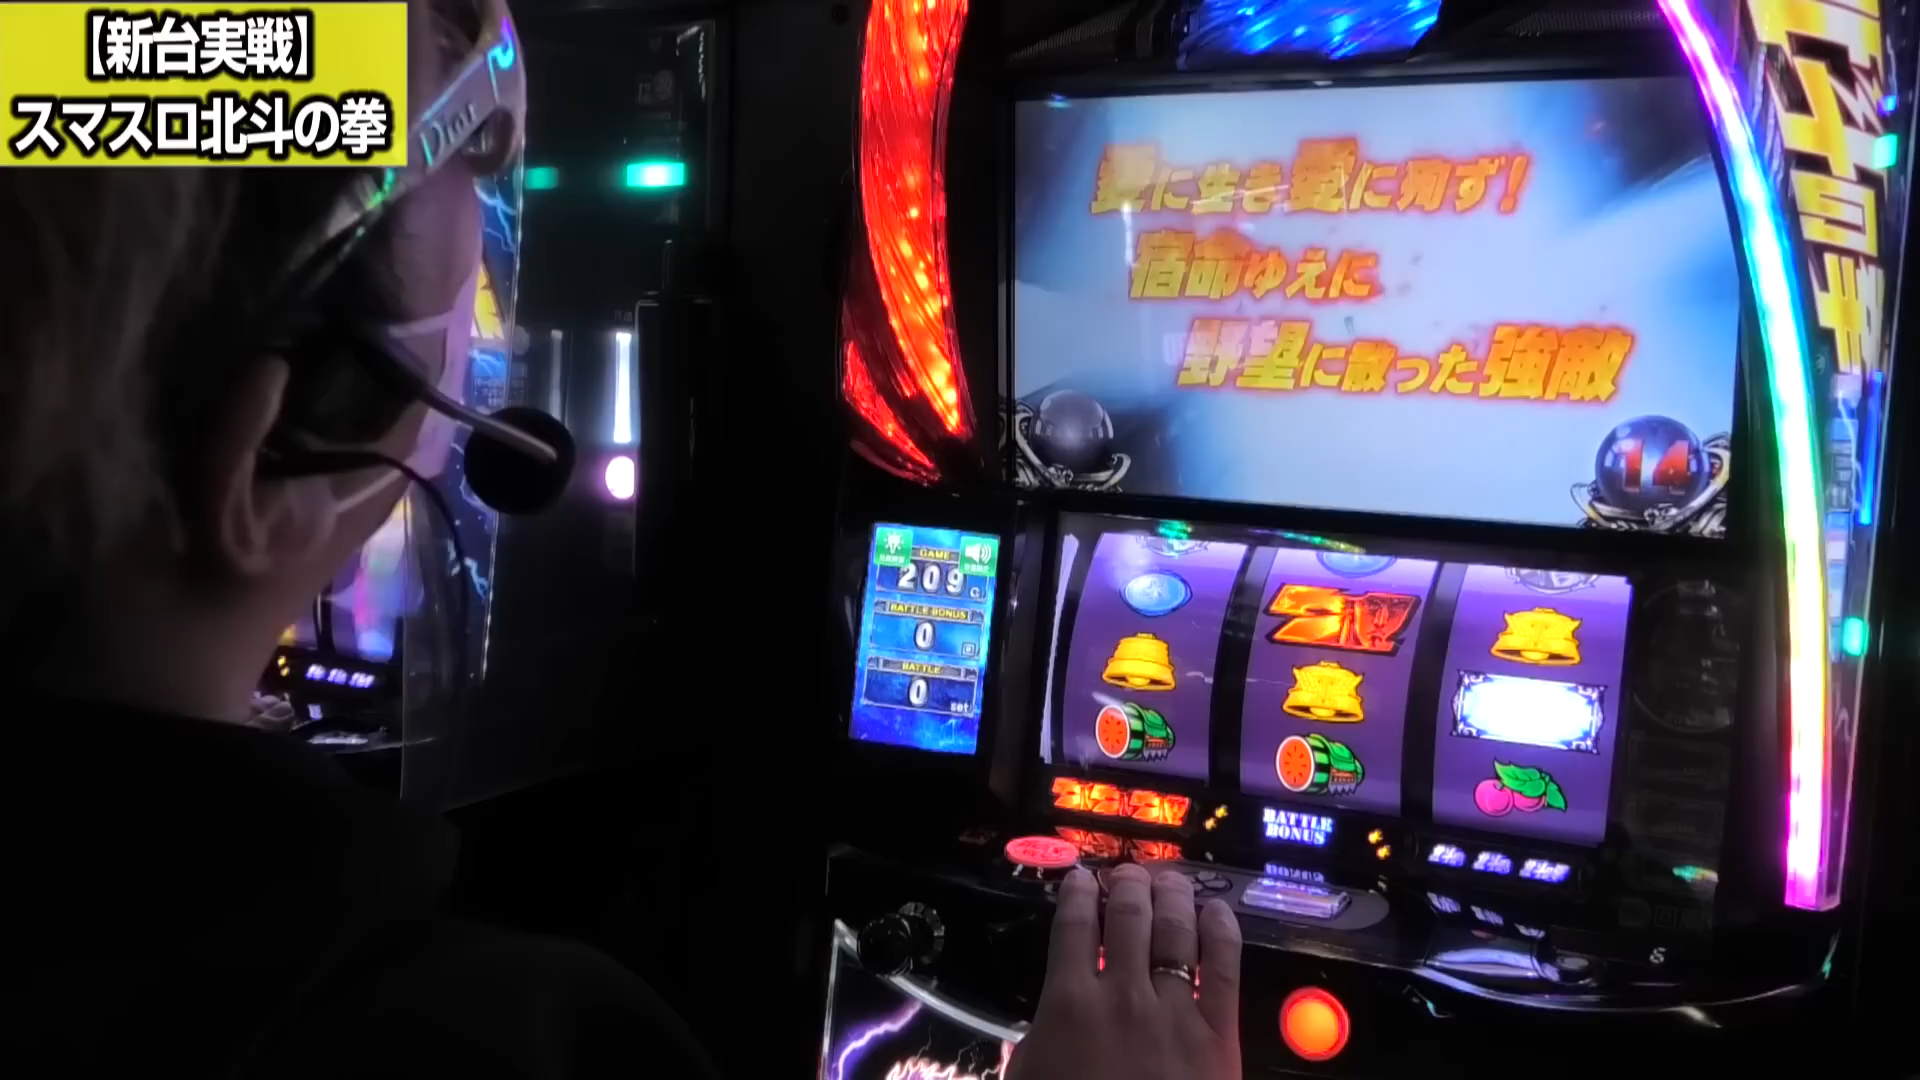 【新台実戦】
スマスロ北斗の拳
Dior
愛に生き愛に殉ず!
宿命ゆえに
野望に散った強敵
14
GAME
209 G
BATTLE BONUS
0
BATTLE
0 set
BATTLE
BONUS